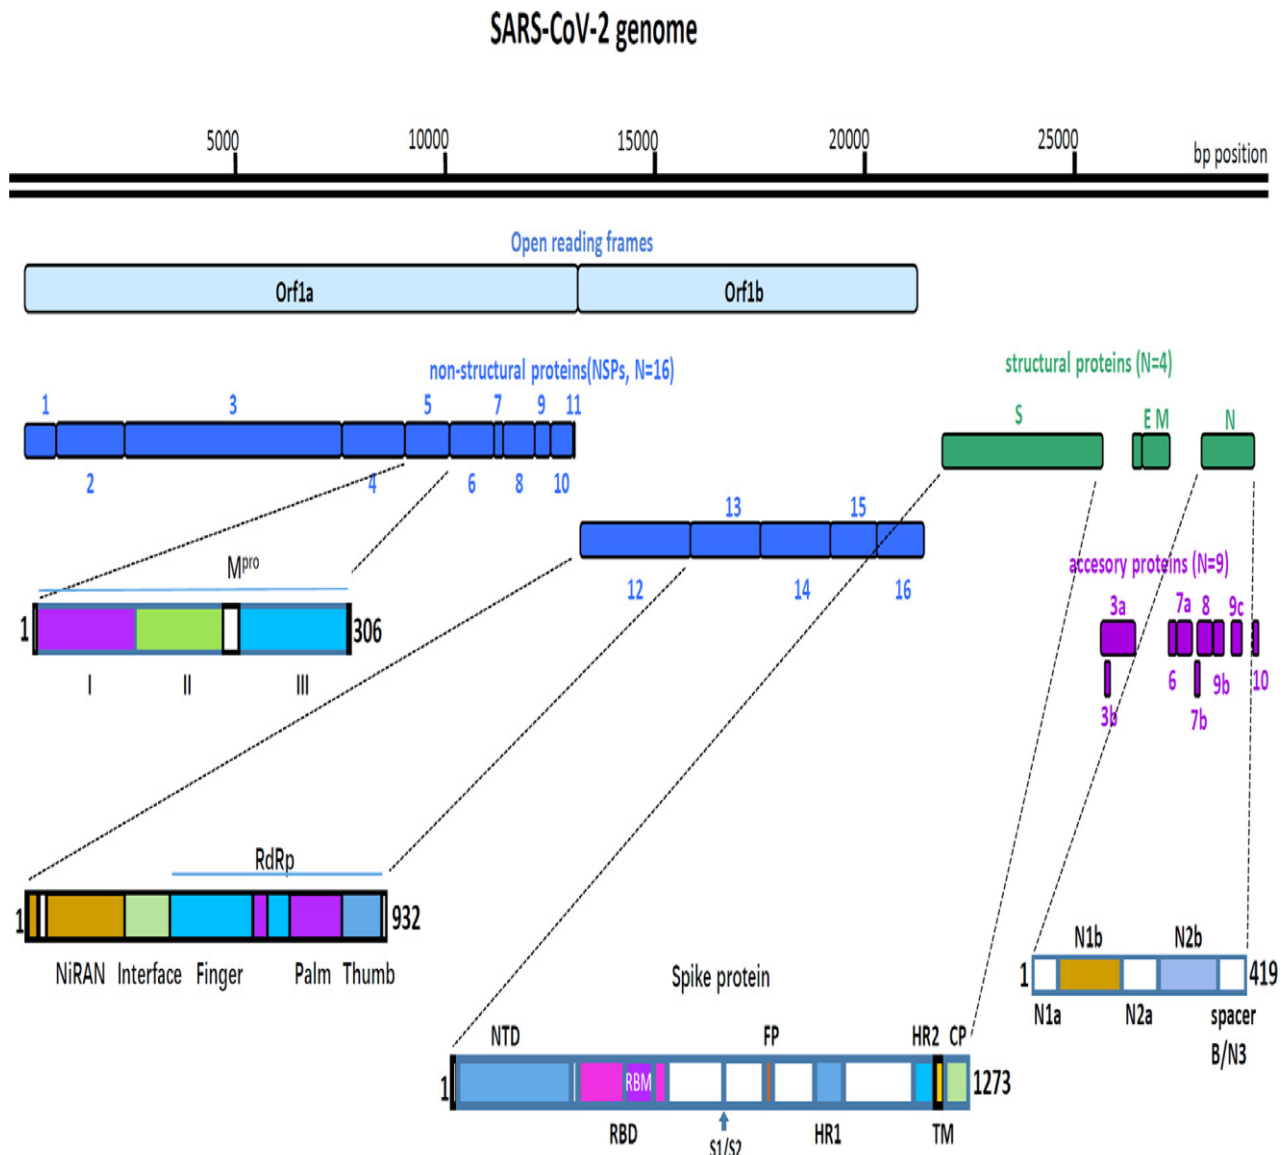 SARS-CoV-2 genome
5000 10000 15000 20000 25000 bp position
Open reading frames
Orf1a Orf1b
non-structural proteins(NSPs, N=16)
structural proteins (N=4)
1 3 5 7 9 11
S E M N
2 4 6 8 10
13 15
accesory proteins (N=9)
Mpro
12 14 16
3a 7a 8 9c
1 306
I II III
6 9b 10
3b 7b
RdRp
1 932
NiRAN Interface Finger Palm Thumb
N1b N2b
1 419
N1a N2a spacer
B/N3
Spike protein
NTD FP HR2 CP
1 RBM 1273
RBD S1/S2 HR1 TM